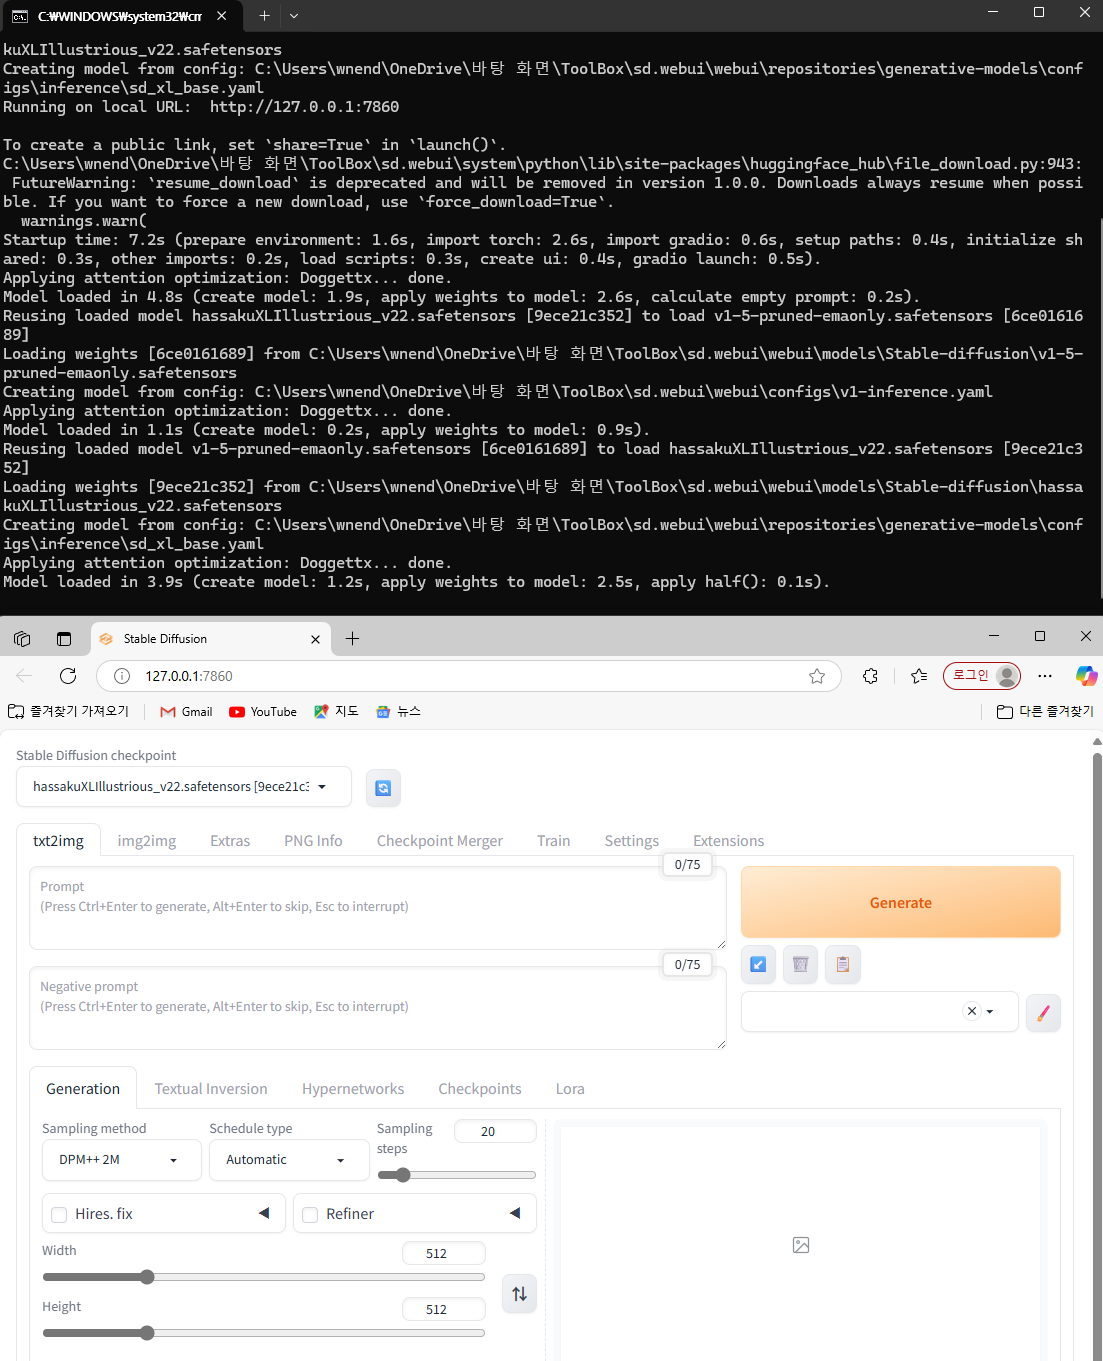 C:₩WINDOWS₩system32₩cm
kuXLIllustrious_v22.safetensors
Creating model from config: C:\Users\wnend\OneDrive\바탕 화면\ToolBox\sd.webui\webui\repositories\generative-models\conf
igs\inference\sd_xl_base.yaml
Running on local URL:  http://127.0.0.1:7860
To create a public link, set `share=True` in `launch()`.
C:\Users\wnend\OneDrive\바탕 화면\ToolBox\sd.webui\system\python\lib\site-packages\huggingface_hub\file_download.py:943:
 FutureWarning: `resume_download` is deprecated and will be removed in version 1.0.0. Downloads always resume when possi
ble. If you want to force a new download, use `force_download=True`.
  warnings.warn(
Startup time: 7.2s (prepare environment: 1.6s, import torch: 2.6s, import gradio: 0.6s, setup paths: 0.4s, initialize sh
ared: 0.3s, other imports: 0.2s, load scripts: 0.3s, create ui: 0.4s, gradio launch: 0.5s).
Applying attention optimization: Doggettx... done.
Model loaded in 4.8s (create model: 1.9s, apply weights to model: 2.6s, calculate empty prompt: 0.2s).
Reusing loaded model hassakuXLIllustrious_v22.safetensors [9ece21c352] to load v1-5-pruned-emaonly.safetensors [6ce01616
89]
Loading weights [6ce0161689] from C:\Users\wnend\OneDrive\바탕 화면\ToolBox\sd.webui\webui\models\Stable-diffusion\v1-5-
pruned-emaonly.safetensors
Creating model from config: C:\Users\wnend\OneDrive\바탕 화면\ToolBox\sd.webui\webui\configs\v1-inference.yaml
Applying attention optimization: Doggettx... done.
Model loaded in 1.1s (create model: 0.2s, apply weights to model: 0.9s).
Reusing loaded model v1-5-pruned-emaonly.safetensors [6ce0161689] to load hassakuXLIllustrious_v22.safetensors [9ece21c3
52]
Loading weights [9ece21c352] from C:\Users\wnend\OneDrive\바탕 화면\ToolBox\sd.webui\webui\models\Stable-diffusion\hassa
kuXLIllustrious_v22.safetensors
Creating model from config: C:\Users\wnend\OneDrive\바탕 화면\ToolBox\sd.webui\webui\repositories\generative-models\conf
igs\inference\sd_xl_base.yaml
Applying attention optimization: Doggettx... done.
Model loaded in 3.9s (create model: 1.2s, apply weights to model: 2.5s, apply half(): 0.1s).
Stable Diffusion
127.0.0.1:7860
로그인
즐겨찾기 가져오기 Gmail YouTube 지도 뉴스 다른 즐겨찾기
Stable Diffusion checkpoint
hassakuXLIllustrious_v22.safetensors [9ece21c3
txt2img img2img Extras PNG Info Checkpoint Merger Train Settings Extensions
0/75
Prompt
(Press Ctrl+Enter to generate, Alt+Enter to skip, Esc to interrupt)
Generate
0/75
Negative prompt
(Press Ctrl+Enter to generate, Alt+Enter to skip, Esc to interrupt)
Generation Textual Inversion Hypernetworks Checkpoints Lora
Sampling method
DPM++ 2M
Schedule type
Automatic
Sampling steps
20
Hires. fix
Refiner
Width
512
Height
512